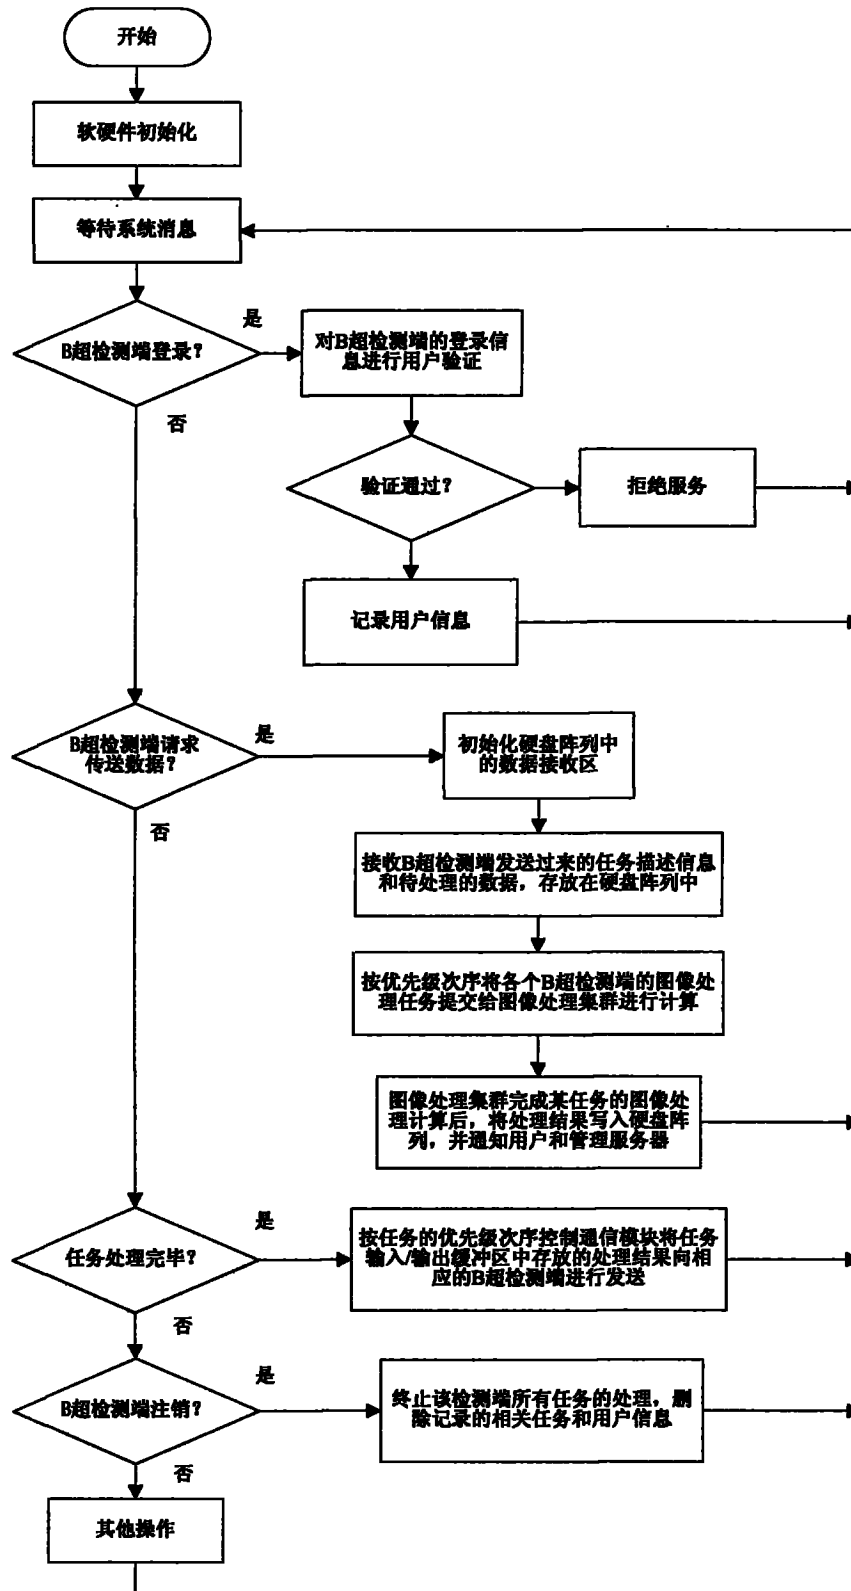 开始
软硬件初始化
等待系统消息
B超检测端登录？
是
否
对B超检测端的登录信
息进行用户验证
验证通过？
拒绝服务
记录用户信息
B超检测端请求
传送数据？
是
否
初始化硬盘阵列中
的数据接收区
接收B超检测端发送过来的任务描述信息
和待处理的数据，存放在硬盘阵列中
按优先级次序将各个B超检测端的图像处
理任务提交给图像处理集群进行计算
图像处理集群完成某任务的图像处
理计算后，将处理结果写入硬盘阵
列，并通知用户和管理服务器
任务处理完毕？
是
否
按任务的优先级次序控制通信模块将任务
输入/输出缓冲区中存放的处理结果向相
应的B超检测端进行发送
B超检测端注销？
是
否
终止该检测端所有任务的处理，删
除记录的相关任务和用户信息
其他操作